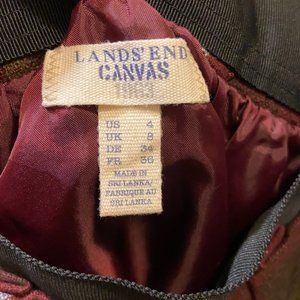 LANDS' END
CANVAS
1963
US 4
UK 8
DE 34
FR 36
MADE IN
SRI LANKA/
FABRIQUE AU
SRI LANKA